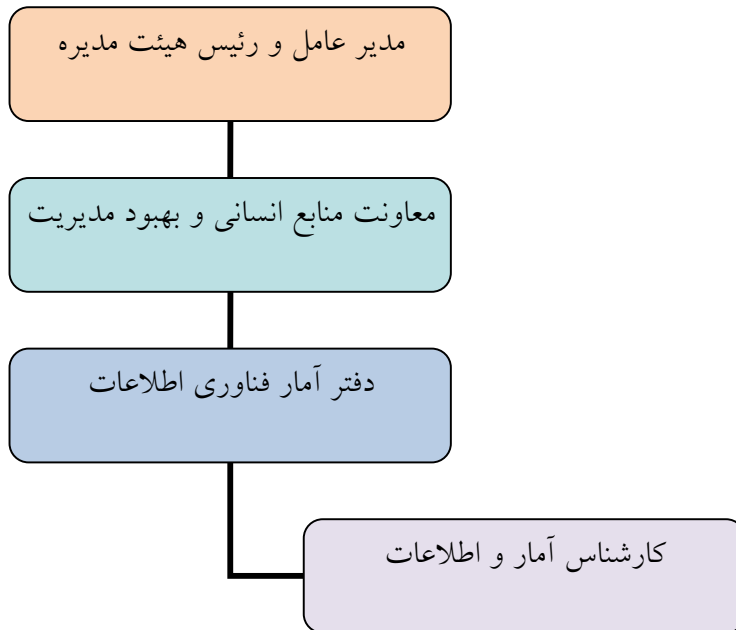 مدیر عامل و رئیس هیئت مدیره
معاونت منابع انسانی و بهبود مدیریت
دفتر آمار فناوری اطلاعات
کارشناس آمار و اطلاعات